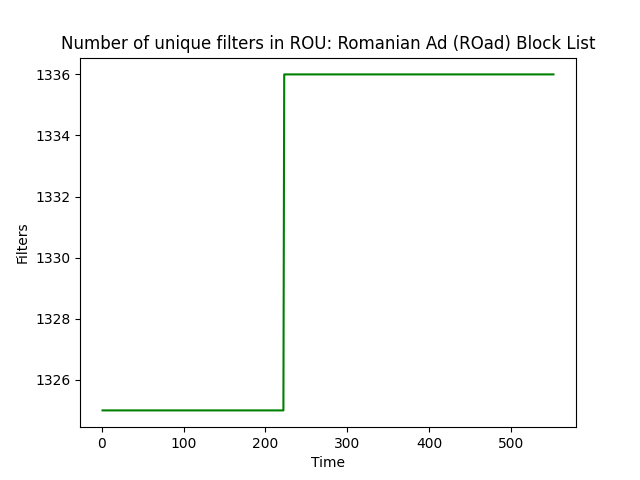 Number of unique filters in ROU: Romanian Ad (ROad) Block List
1336
1334
1332
1330
1328
1326
Filters
0 100 200 300 400 500
Time